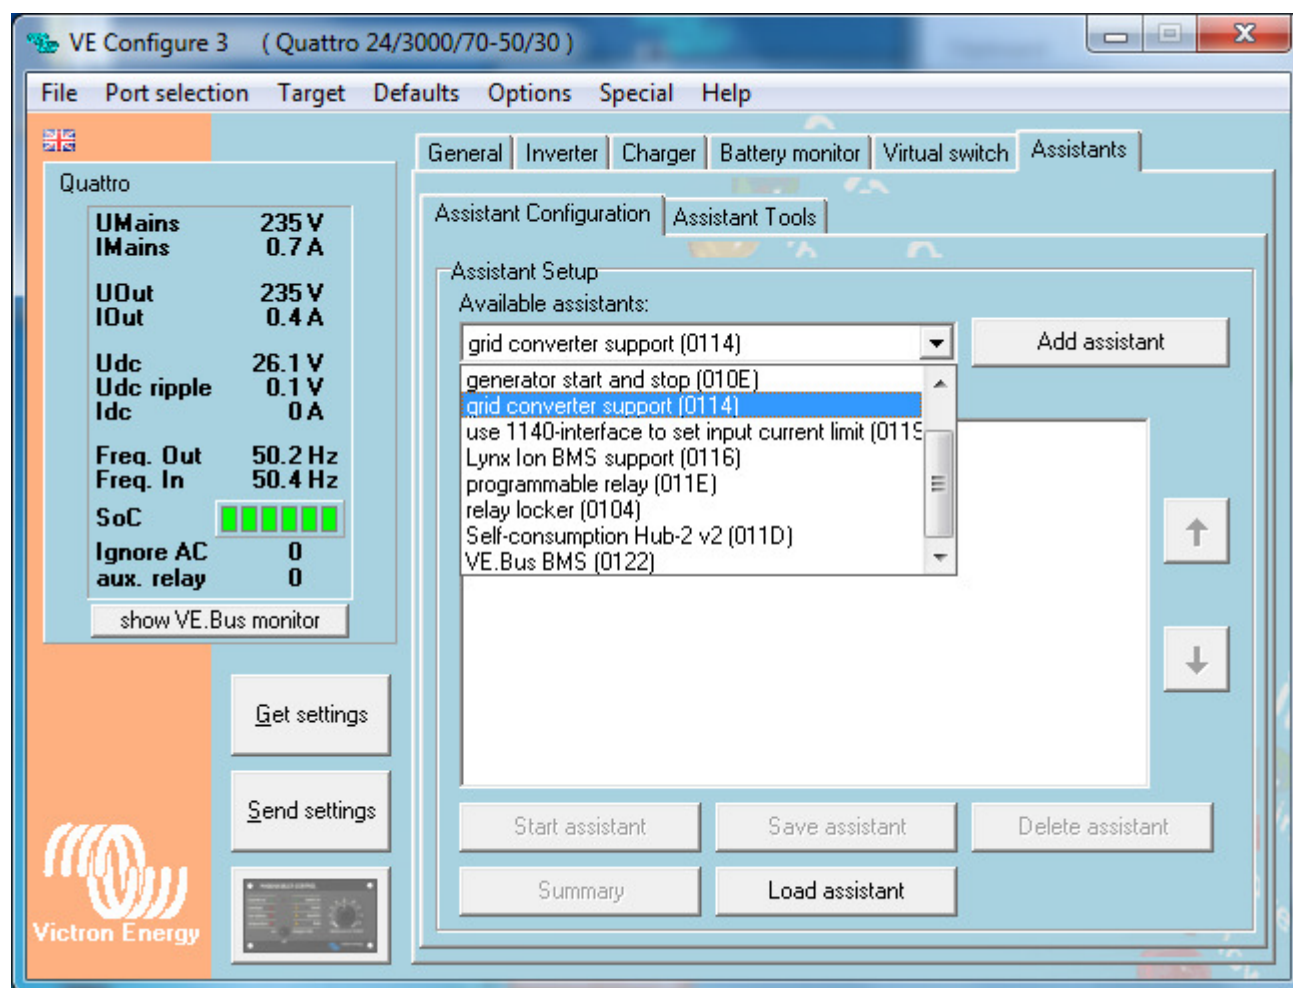 VE Configure 3 ( Quattro 24/3000/70-50/30 )
File Port selection Target Defaults Options Special Help
General Inverter Charger Battery monitor Virtual switch Assistants
Quattro
UMains 235 V
IMains 0.7 A
UOut 235 V
IOut 0.4 A
Udc 26.1 V
Udc ripple 0.1 V
Idc 0 A
Freq. Out 50.2 Hz
Freq. In 50.4 Hz
SoC
Ignore AC 0
aux. relay 0
show VE.Bus monitor
Get settings
Send settings
Victron Energy
Assistant Configuration Assistant Tools
Assistant Setup
Available assistants:
grid converter support (0114)
Add assistant
generator start and stop (010E)
grid converter support (0114)
use 1140-interface to set input current limit (011
Lynx Ion BMS support (0116)
programmable relay (011E)
relay locker (0104)
Self-consumption Hub-2 v2 (011D)
VE.Bus BMS (0122)
Start assistant Save assistant Delete assistant
Summary Load assistant